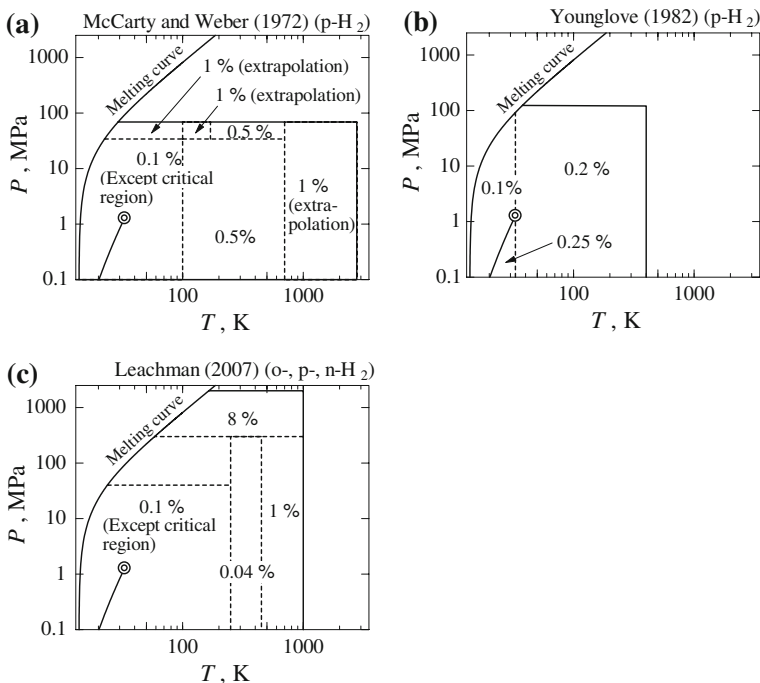 (a) McCarty and Weber (1972) (p-H2)
1000
100
10
1
0.1
P, MPa
Melting curve
1 % (extrapolation)
1 % (extrapolation)
0.5 %
0.1 %
(Except critical
region)
1 %
(extra-
polation)
0.5%
100 1000
T, K
(b) Younglove (1982) (p-H2)
1000
100
10
1
0.1
P, MPa
Melting curve
0.2 %
0.1%
0.25 %
100 1000
T, K
(c) Leachman (2007) (o-, p-, n-H2)
1000
100
10
1
0.1
P, MPa
Melting curve
8 %
0.1 %
(Except critical
region)
1 %
0.04 %
100 1000
T, K